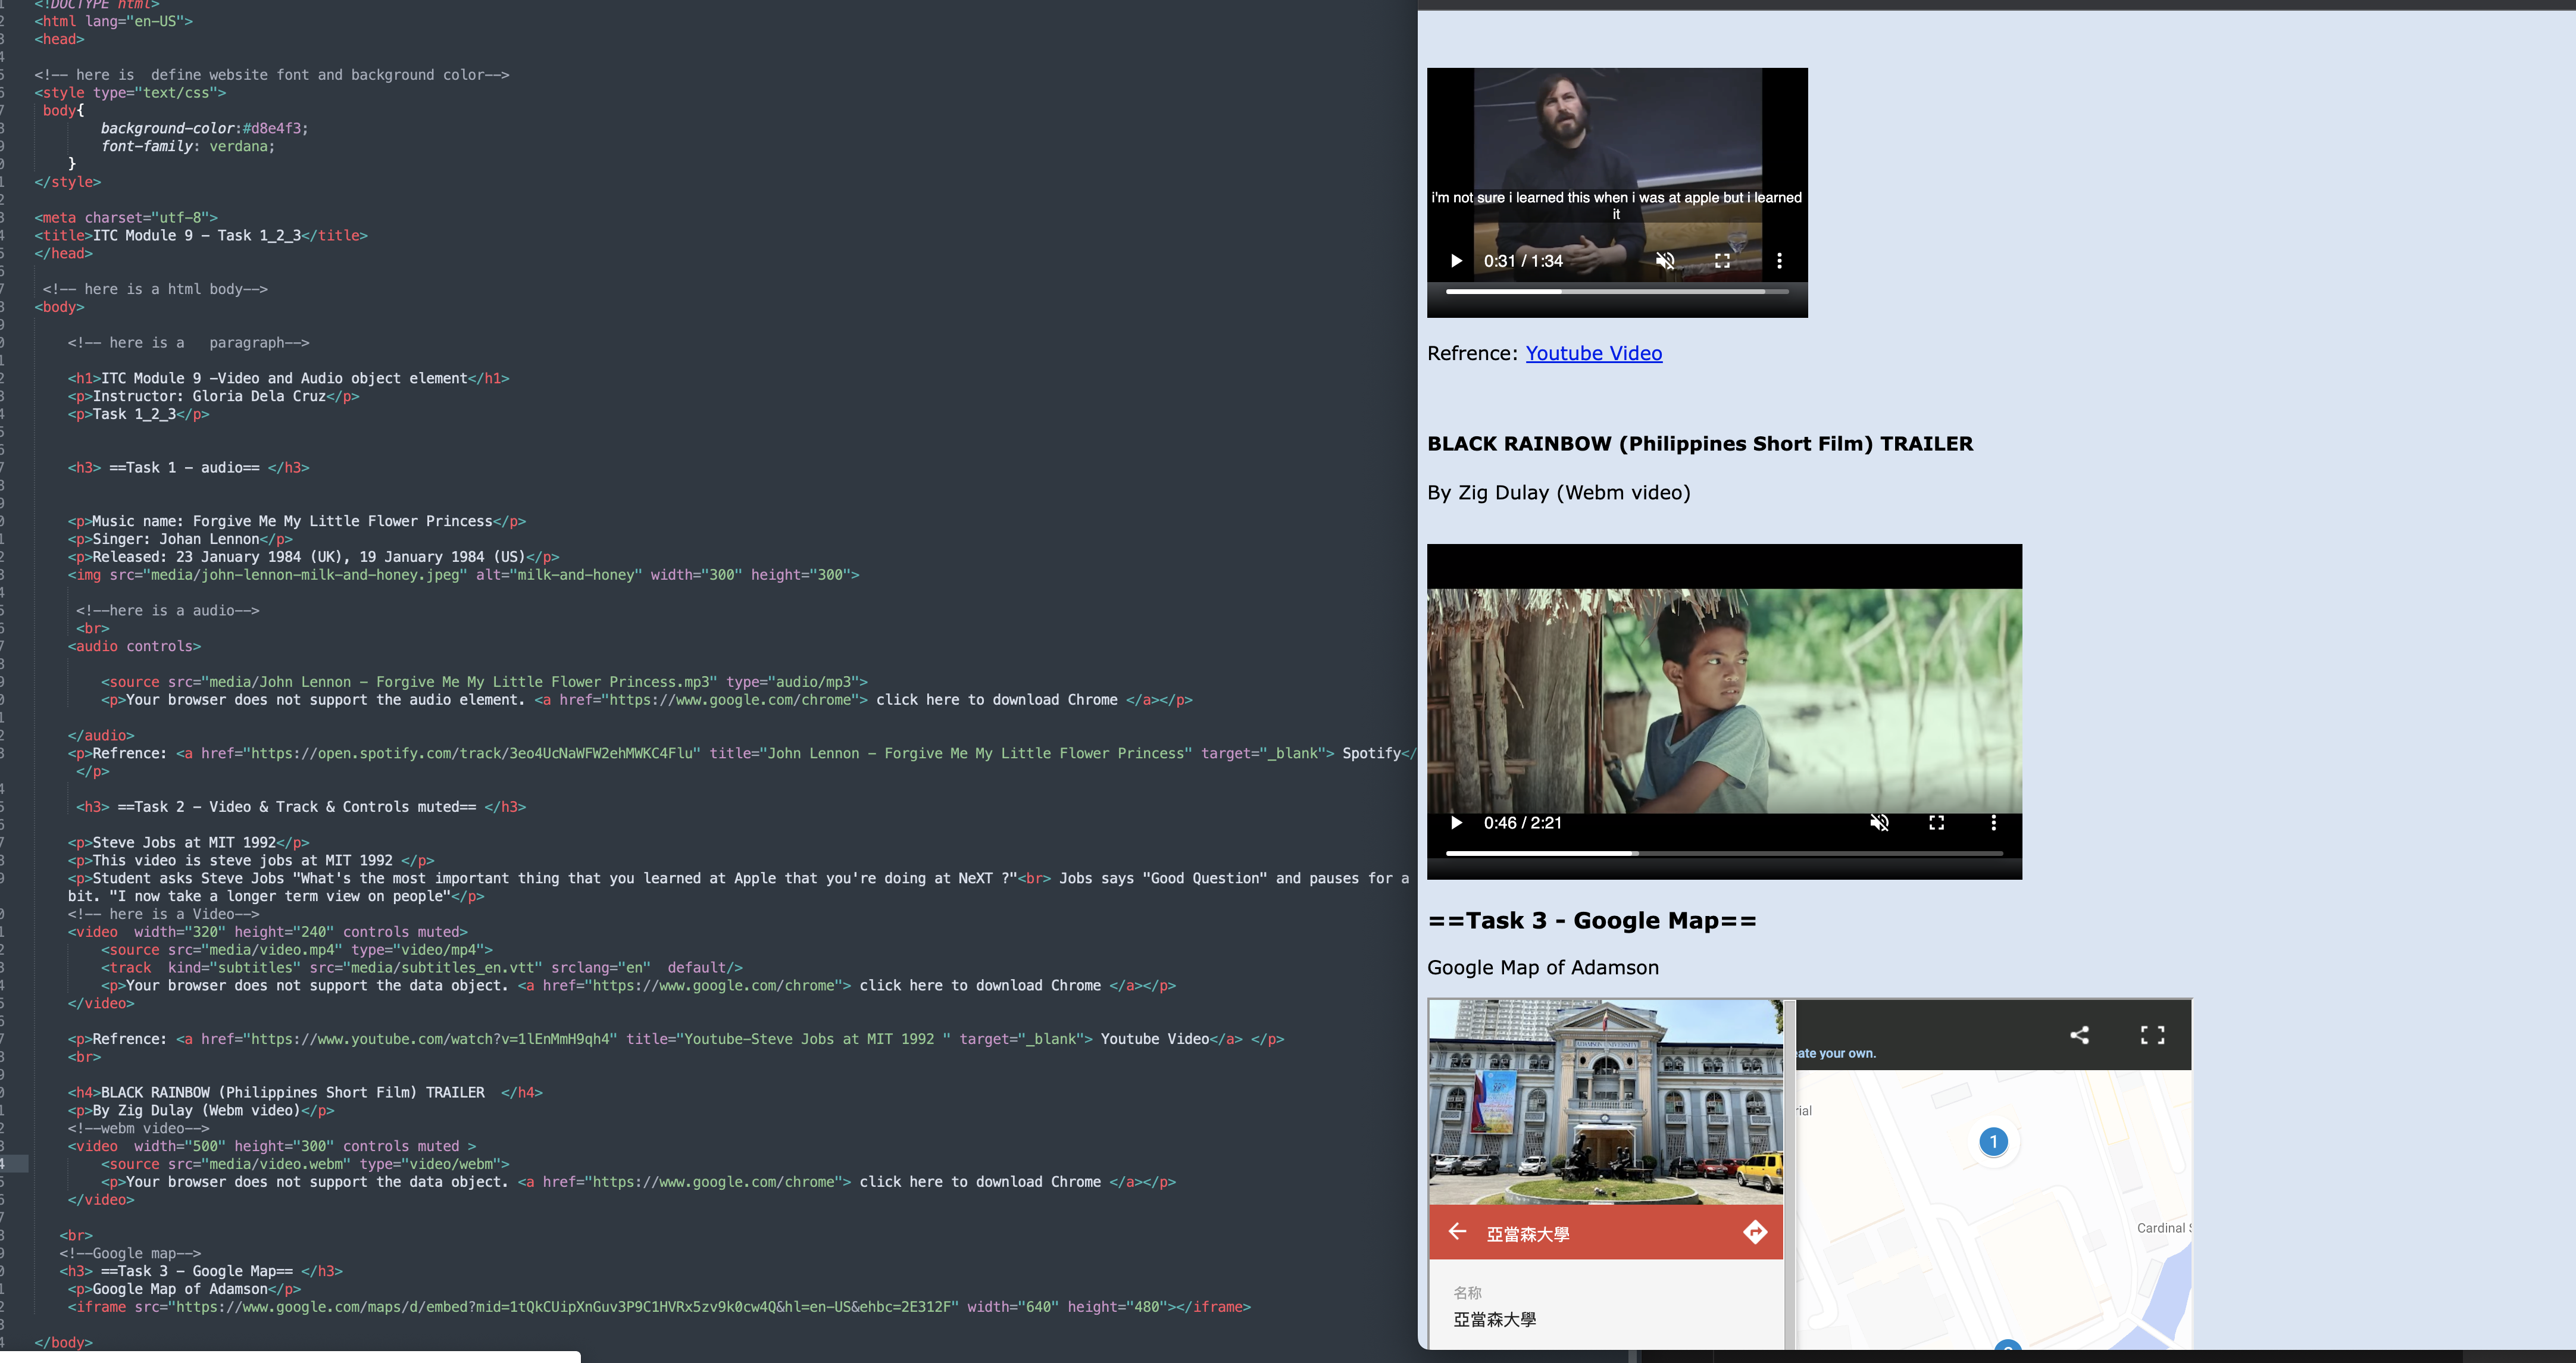 <!DOCTYPE html>
<html lang="en-US">
<head>
<!-- here is  define website font and background color-->
<style type="text/css">
body{
background-color:#d8e4f3;
font-family: verdana;
}
</style>
<meta charset="utf-8">
<title>ITC Module 9 - Task 1_2_3</title>
</head>
<!-- here is a html body-->
<body>
<!-- here is a   paragraph-->
<h1>ITC Module 9 -Video and Audio object element</h1>
<p>Instructor: Gloria Dela Cruz</p>
<p>Task 1_2_3</p>
<h3> ==Task 1 - audio== </h3>
<p>Music name: Forgive Me My Little Flower Princess</p>
<p>Singer: Johan Lennon</p>
<p>Released: 23 January 1984 (UK), 19 January 1984 (US)</p>
<img src="media/john-lennon-milk-and-honey.jpeg" alt="milk-and-honey" width="300" height="300">
<!--here is a audio-->
<br>
<audio controls>
<source src="media/John Lennon - Forgive Me My Little Flower Princess.mp3" type="audio/mp3">
<p>Your browser does not support the audio element. <a href="https://www.google.com/chrome"> click here to download Chrome </a></p>
</audio>
<p>Refrence: <a href="https://open.spotify.com/track/3eo4UcNaWFW2ehMWKC4Flu" title="John Lennon - Forgive Me My Little Flower Princess" target="_blank"> Spotify</
</p>
<h3> ==Task 2 - Video & Track & Controls muted== </h3>
<p>Steve Jobs at MIT 1992</p>
<p>This video is steve jobs at MIT 1992 </p>
<p>Student asks Steve Jobs "What's the most important thing that you learned at Apple that you're doing at NeXT ?"<br> Jobs says "Good Question" and pauses for a
bit. "I now take a longer term view on people"</p>
<!-- here is a Video-->
<video  width="320" height="240" controls muted>
<source src="media/video.mp4" type="video/mp4">
<track  kind="subtitles" src="media/subtitles_en.vtt" srclang="en"  default/>
<p>Your browser does not support the data object. <a href="https://www.google.com/chrome"> click here to download Chrome </a></p>
</video>
<p>Refrence: <a href="https://www.youtube.com/watch?v=1lEnMmH9qh4" title="Youtube-Steve Jobs at MIT 1992 " target="_blank"> Youtube Video</a> </p>
<br>
<h4>BLACK RAINBOW (Philippines Short Film) TRAILER  </h4>
<p>By Zig Dulay (Webm video)</p>
<!--webm video-->
<video  width="500" height="300" controls muted >
<source src="media/video.webm" type="video/webm">
<p>Your browser does not support the data object. <a href="https://www.google.com/chrome"> click here to download Chrome </a></p>
</video>
<br>
<!--Google map-->
<h3> ==Task 3 - Google Map== </h3>
<p>Google Map of Adamson</p>
<iframe src="https://www.google.com/maps/d/embed?mid=1tQkCUipXnGuv3P9C1HVRx5zv9k0cw4Q&hl=en-US&ehbc=2E312F" width="640" height="480"></iframe>
</body>
i'm not sure i learned this when i was at apple but i learned
it
0:31 / 1:34
Refrence: Youtube Video
BLACK RAINBOW (Philippines Short Film) TRAILER
By Zig Dulay (Webm video)
0:46 / 2:21
==Task 3 - Google Map==
Google Map of Adamson
ADAMSON UNIVERSITY
eate your own.
rial
1
Cardinal S
亞當森大學
名称
亞當森大學